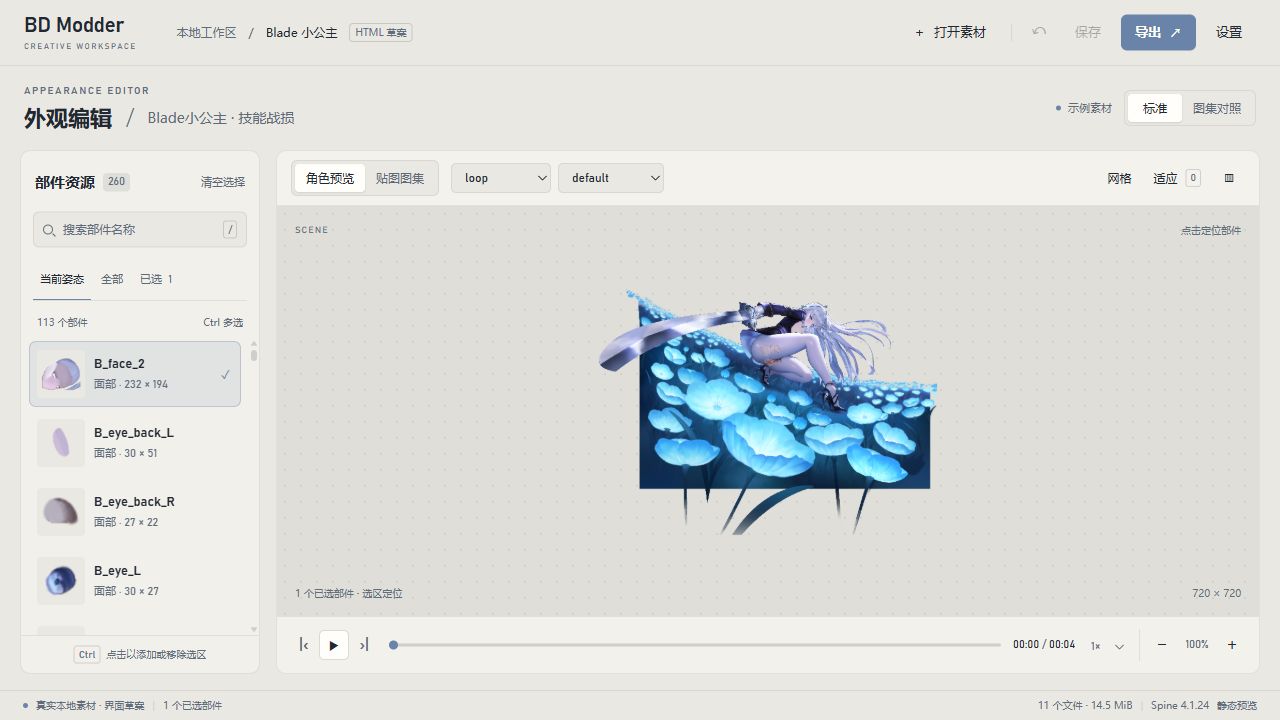 BD Modder
CREATIVE WORKSPACE
本地工作区 / Blade 小公主 HTML 草案
+ 打开素材 保存 导出 ↗ 设置
APPEARANCE EDITOR
外观编辑 / Blade小公主 · 技能战损
示例素材 标准 图集对照
部件资源 260 清空选择
搜索部件名称 /
当前姿态 全部 已选 1
113 个部件 Ctrl 多选
B_face_2
面部 · 232 × 194
B_eye_back_L
面部 · 30 × 51
B_eye_back_R
面部 · 27 × 22
B_eye_L
面部 · 30 × 27
Ctrl 点击以添加或移除选区
角色预览 贴图图集 loop default 网格 适应 0
SCENE 点击定位部件
1 个已选部件 · 选区定位 720 × 720
00:00 / 00:04 1× − 100% +
真实本地素材 · 界面草案 1 个已选部件 11 个文件 · 14.5 MiB Spine 4.1.24 静态预览